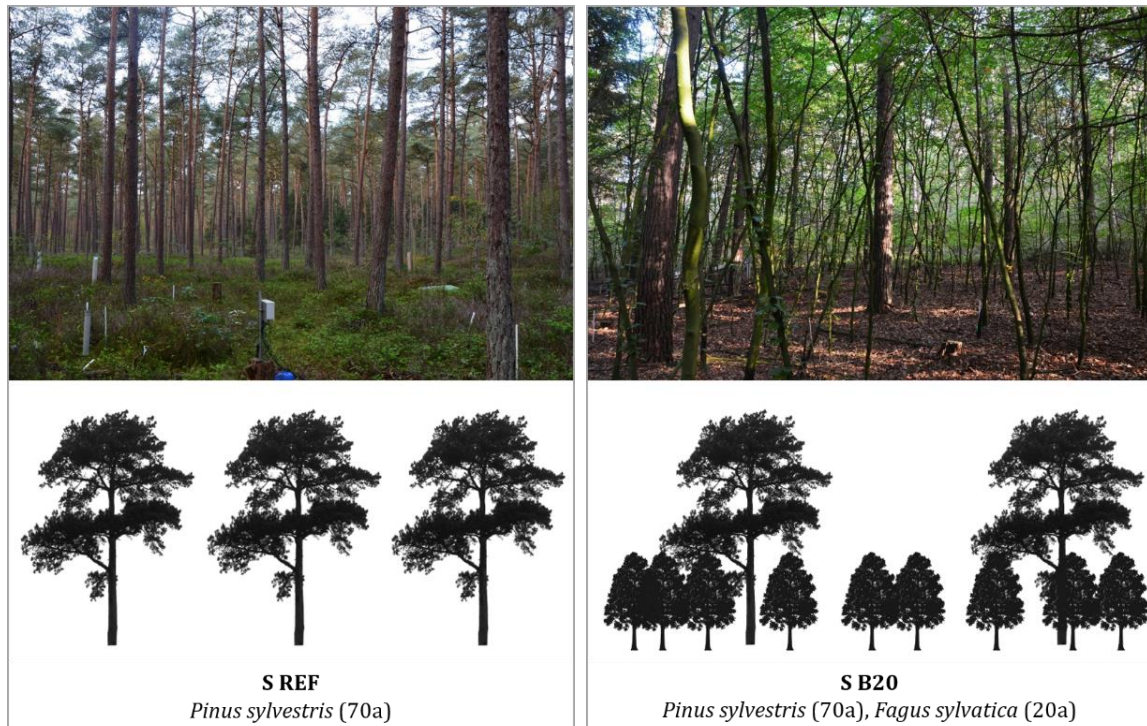 S REF
Pinus sylvestris (70a)
S B20
Pinus sylvestris (70a), Fagus sylvatica (20a)